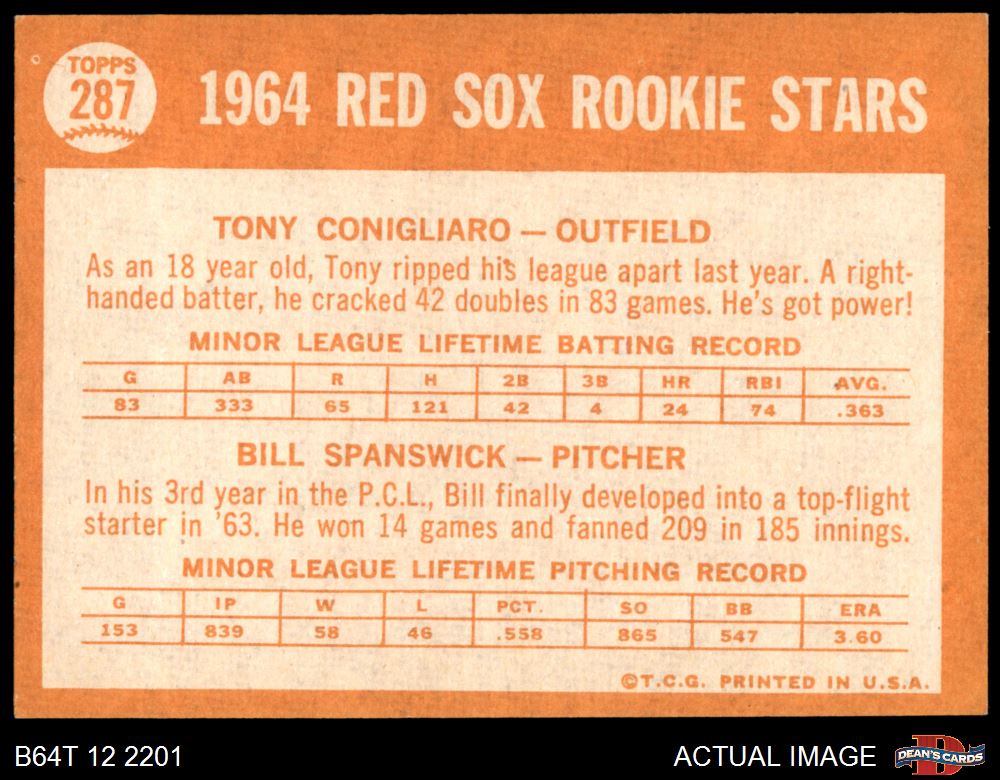 TOPPS
287
1964 RED SOX ROOKIE STARS
TONY CONIGLIARO — OUTFIELD
As an 18 year old, Tony ripped his league apart last year. A right-
handed batter, he cracked 42 doubles in 83 games. He's got power!
MINOR LEAGUE LIFETIME BATTING RECORD
G AB R H 2B 3B HR RBI AVG.
83 333 65 121 42 4 24 74 .363
BILL SPANSWICK — PITCHER
In his 3rd year in the P.C.L., Bill finally developed into a top-flight
starter in '63. He won 14 games and fanned 209 in 185 innings.
MINOR LEAGUE LIFETIME PITCHING RECORD
G IP W L PCT. SO BB ERA
153 839 58 46 .558 865 547 3.60
©T.C.G. PRINTED IN U.S.A.
B64T 12 2201
ACTUAL IMAGE
D
DEAN'S CARDS